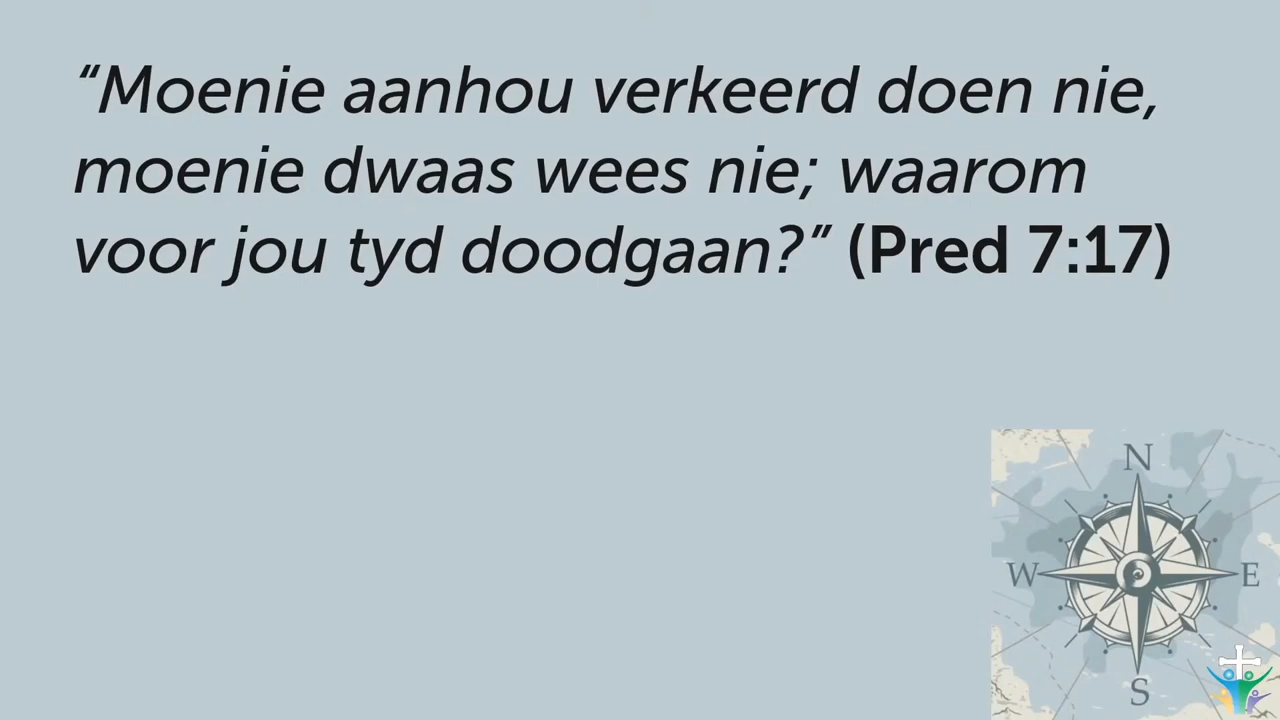 “Moenie aanhou verkeerd doen nie,
moenie dwaas wees nie; waarom
voor jou tyd doodgaan?” (Pred 7:17)
N
W
E
S